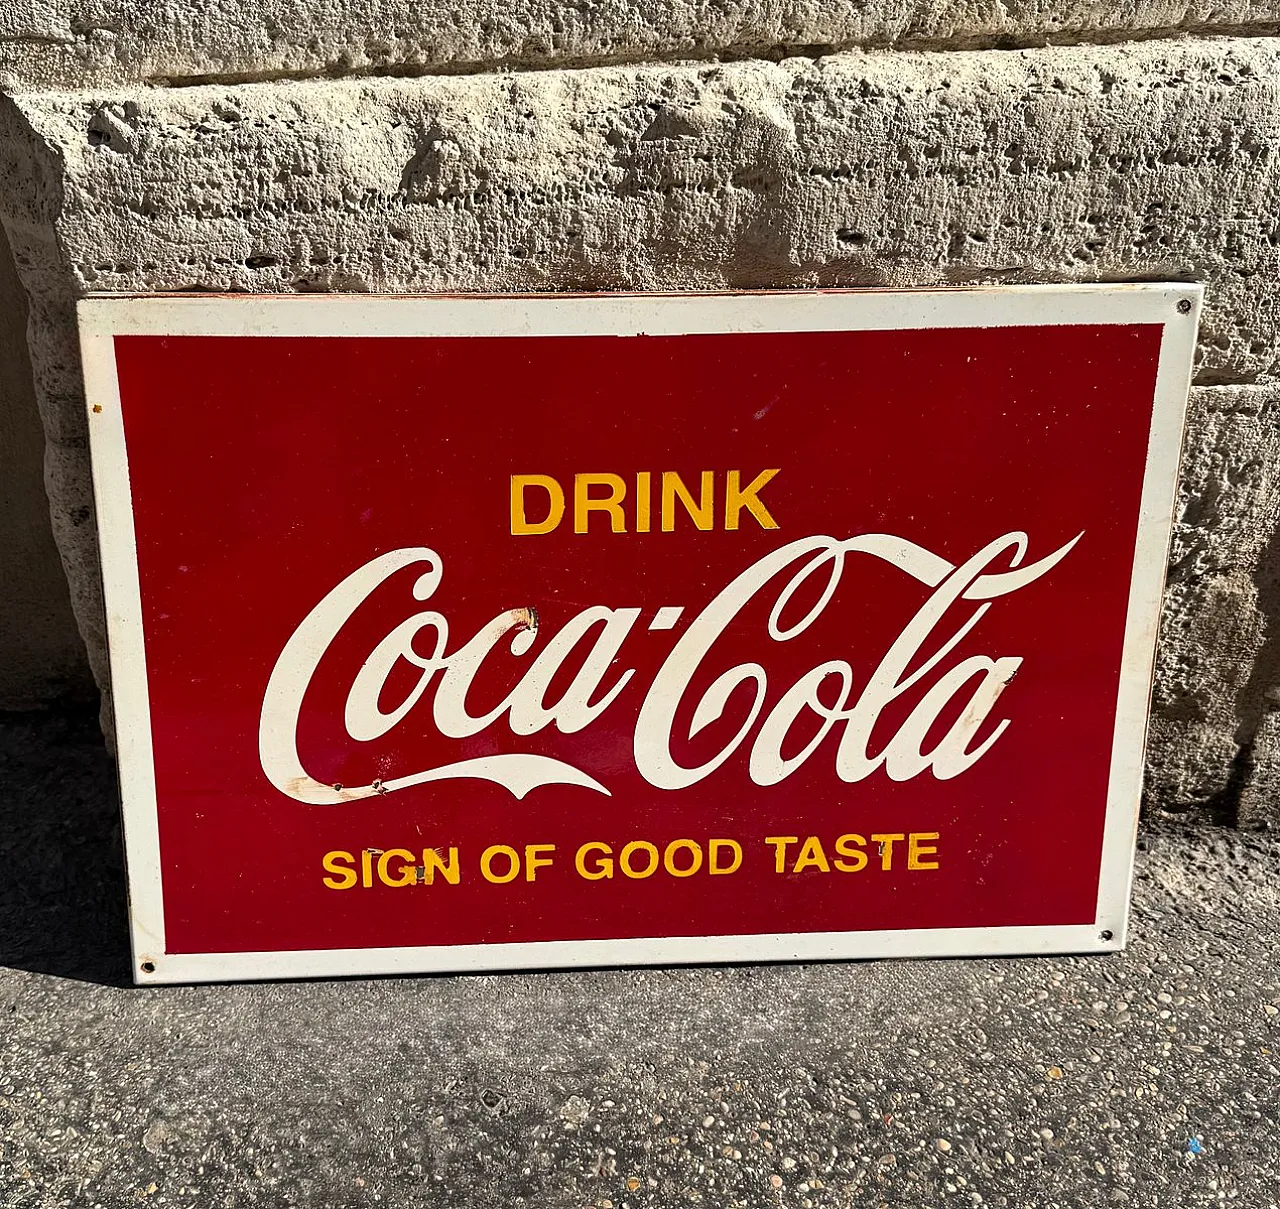 DRINK
Coca-Cola
SIGN OF GOOD TASTE